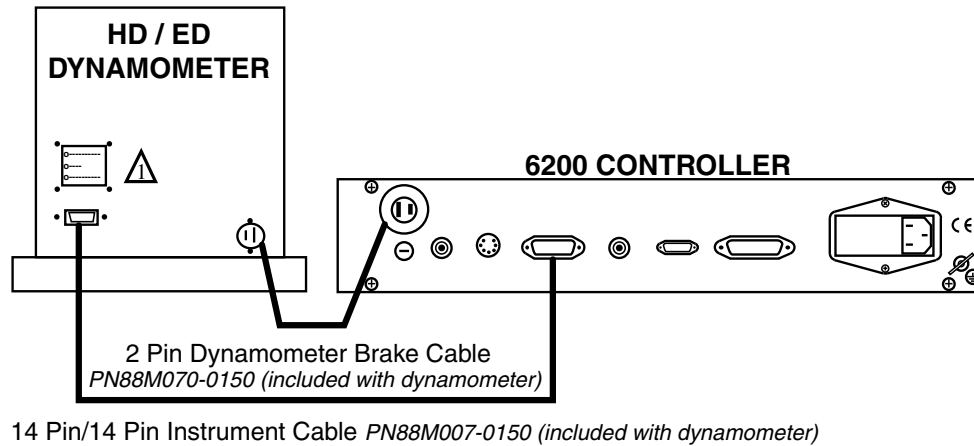 HD / ED
DYNAMOMETER
1
6200 CONTROLLER
CE
2 Pin Dynamometer Brake Cable
PN88M070-0150 (included with dynamometer)
14 Pin/14 Pin Instrument Cable PN88M007-0150 (included with dynamometer)